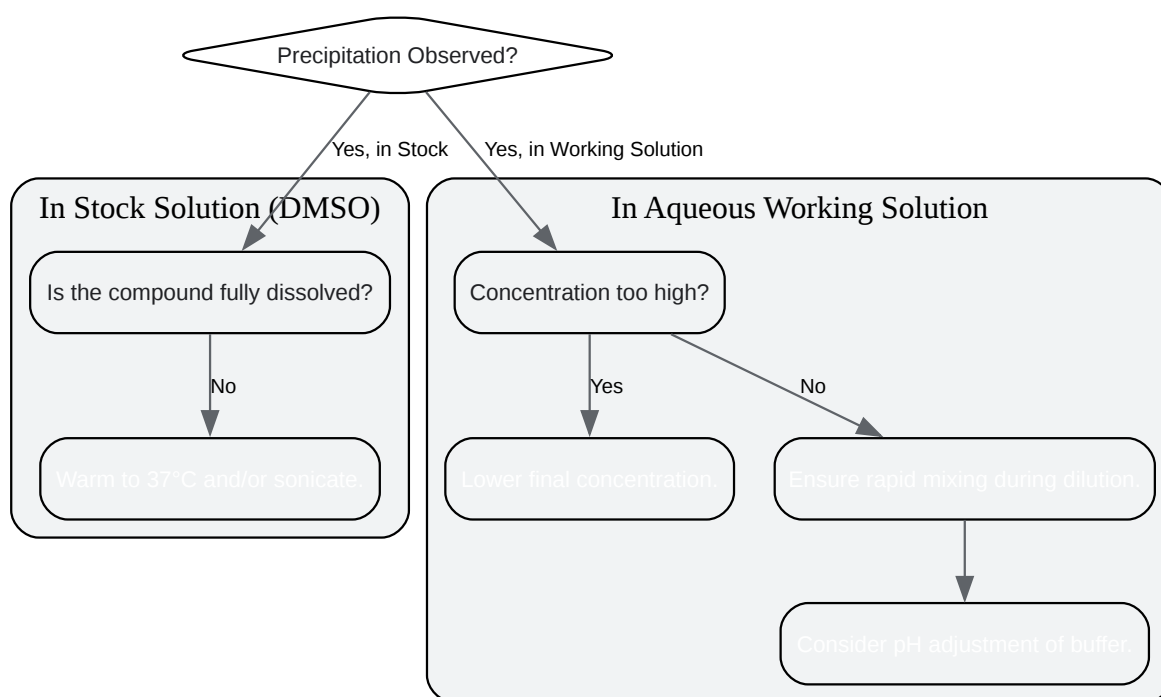 Precipitation Observed?
Yes, in Stock
Yes, in Working Solution
In Stock Solution (DMSO)
Is the compound fully dissolved?
No
Warm to 37°C and/or sonicate.
In Aqueous Working Solution
Concentration too high?
Yes
No
Lower final concentration.
Ensure rapid mixing during dilution.
Consider pH adjustment of buffer.